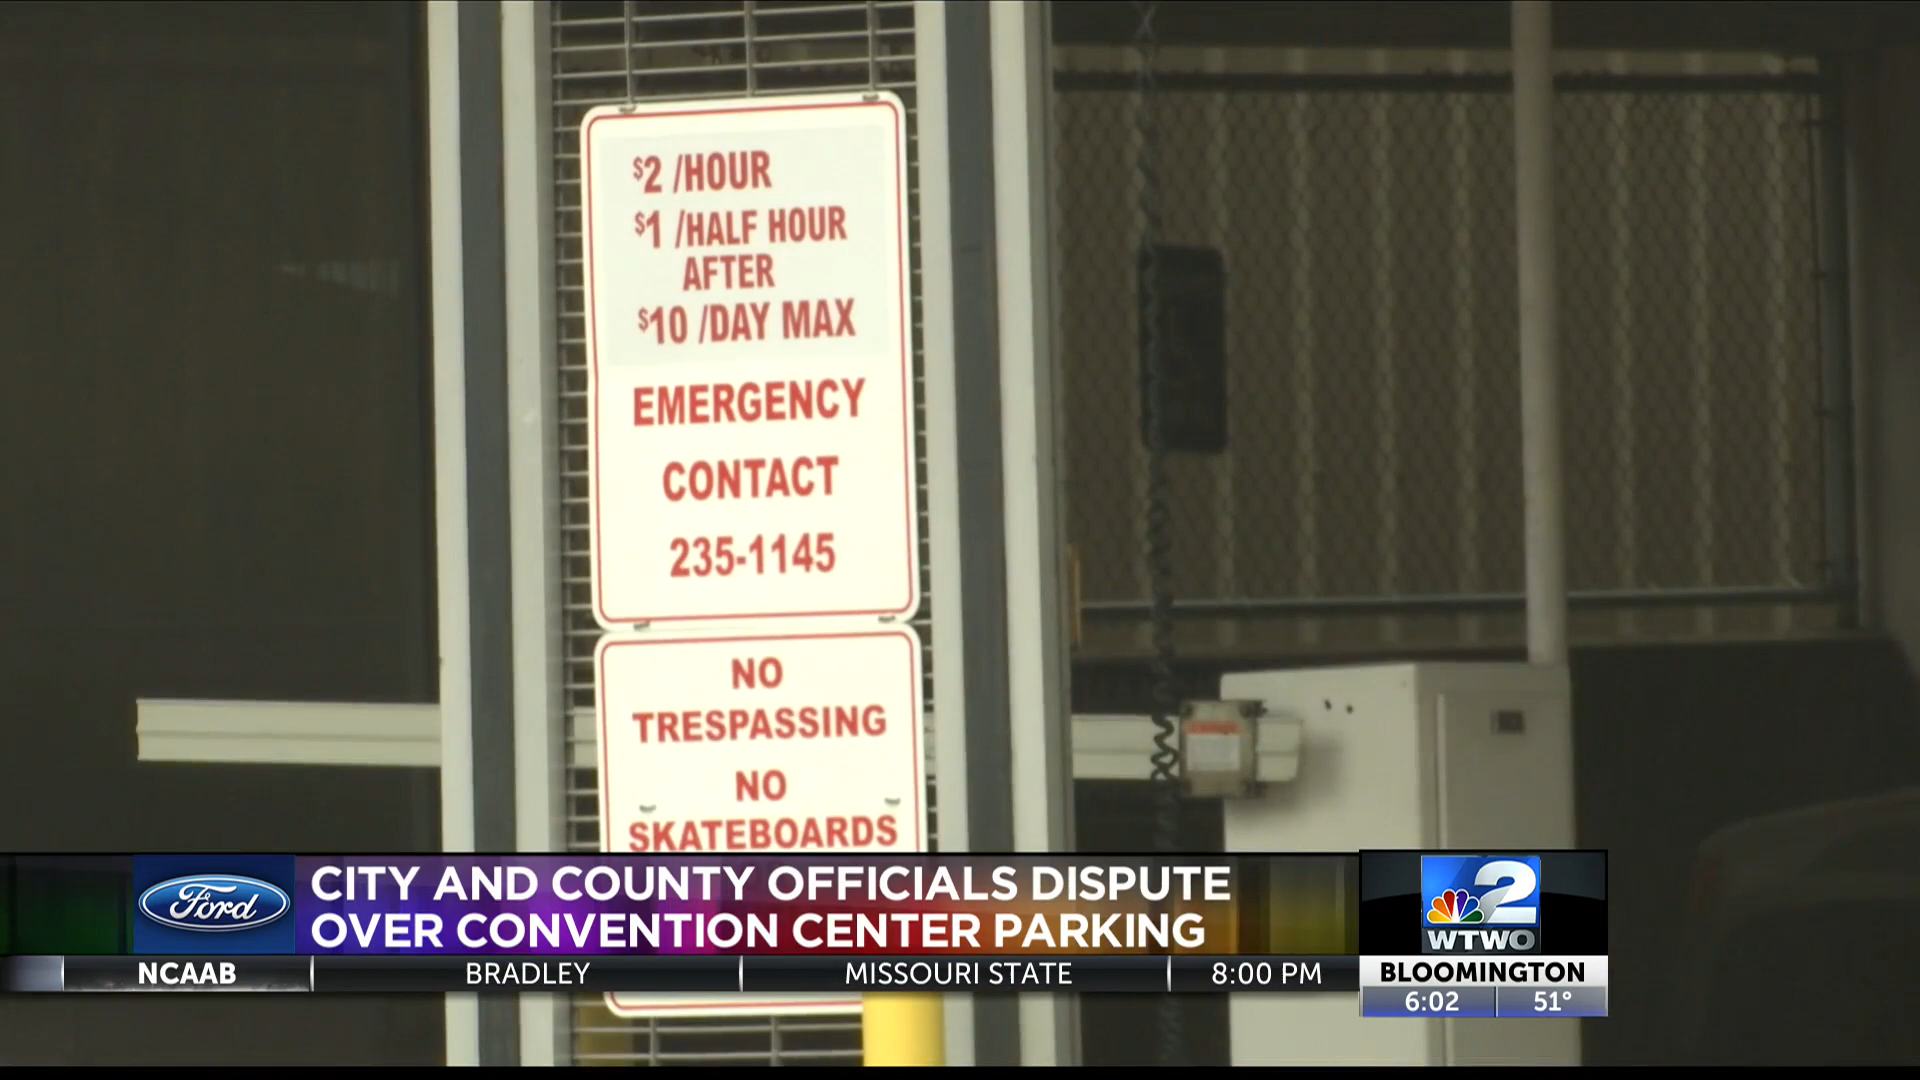 $2 /HOUR
$1 /HALF HOUR
AFTER
$10 /DAY MAX
EMERGENCY
CONTACT
235-1145
NO
TRESPASSING
NO
SKATEBOARDS
Ford
CITY AND COUNTY OFFICIALS DISPUTE
OVER CONVENTION CENTER PARKING
2
WTWO
NCAAB
BRADLEY
MISSOURI STATE
8:00 PM
BLOOMINGTON
6:02
51°